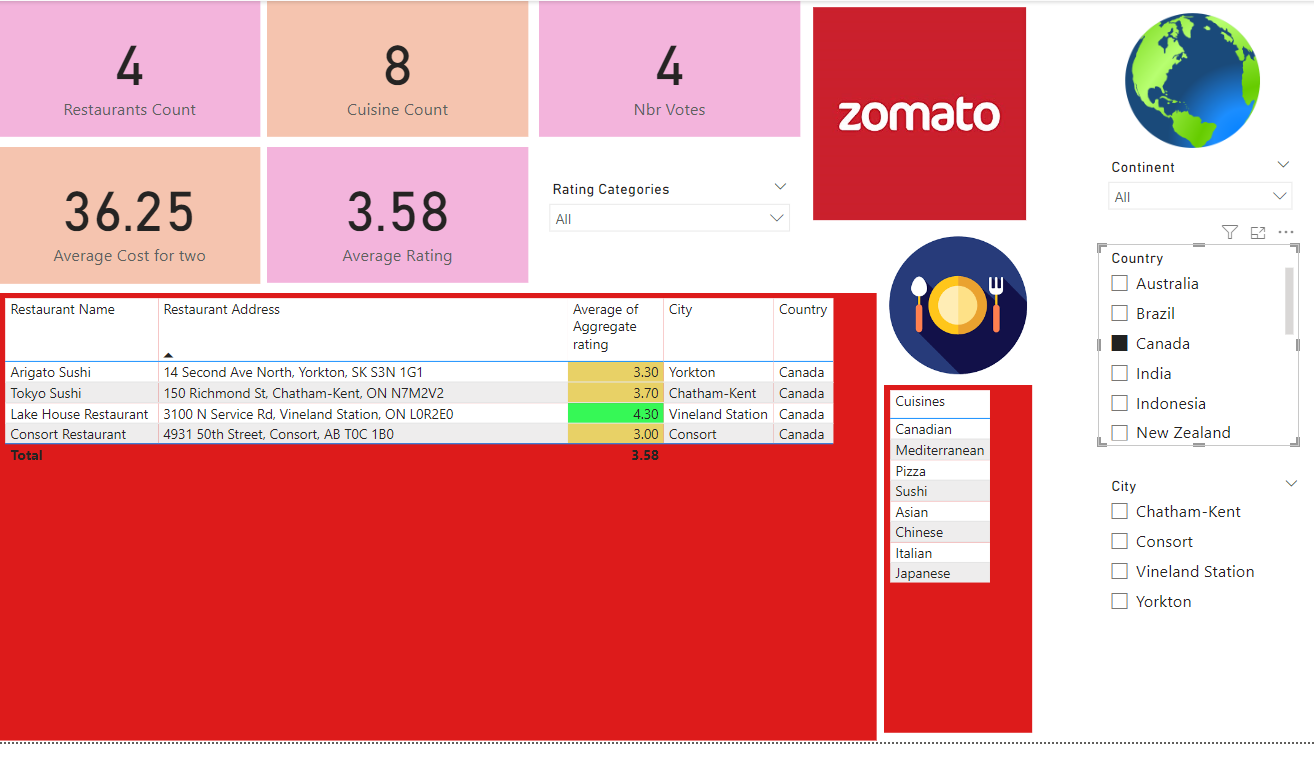 4
Restaurants Count
8
Cuisine Count
4
Nbr Votes
zomato
36.25
Average Cost for two
3.58
Average Rating
Rating Categories
All
Continent
All
Country
Australia
Brazil
Canada
India
Indonesia
New Zealand
City
Chatham-Kent
Consort
Vineland Station
Yorkton
Restaurant Name Restaurant Address Average of Aggregate rating City Country
Arigato Sushi 14 Second Ave North, Yorkton, SK S3N 1G1 3.30 Yorkton Canada
Tokyo Sushi 150 Richmond St, Chatham-Kent, ON N7M2V2 3.70 Chatham-Kent Canada
Lake House Restaurant 3100 N Service Rd, Vineland Station, ON L0R2E0 4.30 Vineland Station Canada
Consort Restaurant 4931 50th Street, Consort, AB T0C 1B0 3.00 Consort Canada
Total 3.58
Cuisines
Canadian
Mediterranean
Pizza
Sushi
Asian
Chinese
Italian
Japanese